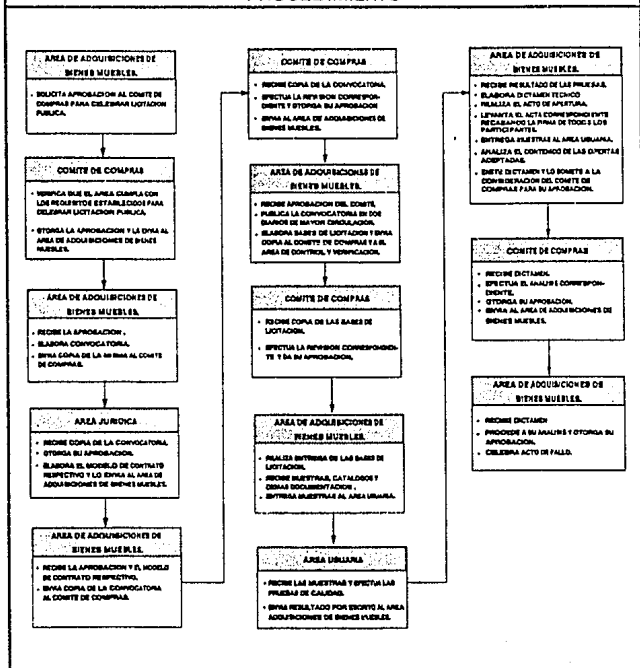 PROCEDIMIENTO
AREA DE ADQUISICIONES DE
BIENES MUEBLES.
• SOLICITA APROBACION AL COMITE DE
COMPRAS PARA CELEBRAR LICITACION
PUBLICA.
COMITE DE COMPRAS
• VERIFICA QUE EL AREA CUMPLA CON
LOS REQUISITOS ESTABLECIDOS PARA
CELEBRAR LICITACION PUBLICA.
• OTORGA LA APROBACION Y LA ENVIA AL
AREA DE ADQUISICIONES DE BIENES
MUEBLES.
AREA DE ADQUISICIONES DE
BIENES MUEBLES.
• RECIBE LA APROBACION.
• ELABORA CONVOCATORIA.
• ENVIA COPIA DE LA MISMA AL COMITE
DE COMPRAS.
AREA JURIDICA
• RECIBE COPIA DE LA CONVOCATORIA.
• OTORGA SU APROBACION.
• ELABORA EL MODELO DE CONTRATO
RESPECTIVO Y LO ENVIA AL AREA DE
ADQUISICIONES DE BIENES MUEBLES.
AREA DE ADQUISICIONES DE
BIENES MUEBLES.
• RECIBE LA APROBACION Y EL MODELO
DE CONTRATO RESPECTIVO.
• ENVIA COPIA DE LA CONVOCATORIA
AL COMITE DE COMPRAS.
COMITE DE COMPRAS
• RECIBE COPIA DE LA CONVOCATORIA.
• EFECTUA LA REVISION CORRESPON-
DIENTE Y OTORGA SU APROBACION
• ENVIA AL AREA DE ADQUISICIONES DE
BIENES MUEBLES.
AREA DE ADQUISICIONES DE
BIENES MUEBLES.
• RECIBE APROBACION DEL COMITE.
• PUBLICA LA CONVOCATORIA EN DOS
DIARIOS DE MAYOR CIRCULACION.
• ELABORA BASES DE LICITACION Y ENVIA
COPIA AL COMITE DE COMPRAS Y A EL
AREA DE CONTROL Y VERIFICACION.
COMITE DE COMPRAS
• RECIBE COPIA DE LAS BASES DE
LICITACION.
• EFECTUA LA REVISION CORRESPONDIEN-
TE Y DA SU APROBACION.
AREA DE ADQUISICIONES DE
BIENES MUEBLES.
• REALIZA ENTREGA DE LAS BASES DE
LICITACION.
• RECIBE MUESTRAS, CATALOGOS Y
DEMAS DOCUMENTACION.
• ENTREGA MUESTRAS AL AREA USUARIA.
AREA USUARIA
• RECIBE LAS MUESTRAS Y EFECTUA LAS
PRUEBAS DE CALIDAD.
• ENVIA RESULTADO POR ESCRITO AL AREA
ADQUISICIONES DE BIENES MUEBLES.
AREA DE ADQUISICIONES DE
BIENES MUEBLES.
• RECIBE RESULTADO DE LAS PRUEBAS.
• ELABORA DICTAMEN TECNICO
• REALIZA EL ACTO DE APERTURA.
• LEVANTA EL ACTA CORRESPONDIENTE
RECABANDO LA FIRMA DE TODOS LOS
PARTICIPANTES.
• ENTREGA MUESTRAS AL AREA USUARIA.
• ANALIZA EL CONTENIDO DE LAS OFERTAS
ACEPTADAS.
• EMITE DICTAMEN Y LO SOMETE A LA
CONSIDERACION DEL COMITE DE
COMPRAS PARA SU APROBACION.
COMITE DE COMPRAS
• RECIBE DICTAMEN.
• EFECTUA EL ANALISIS CORRESPON-
DIENTE.
• OTORGA SU APROBACION.
• ENVIA AL AREA DE ADQUISICIONES DE
BIENES MUEBLES.
AREA DE ADQUISICIONES DE
BIENES MUEBLES.
• RECIBE DICTAMEN
• PROCEDE A SU ANALISIS Y OTORGA SU
APROBACION.
• CELEBRA ACTO DE FALLO.